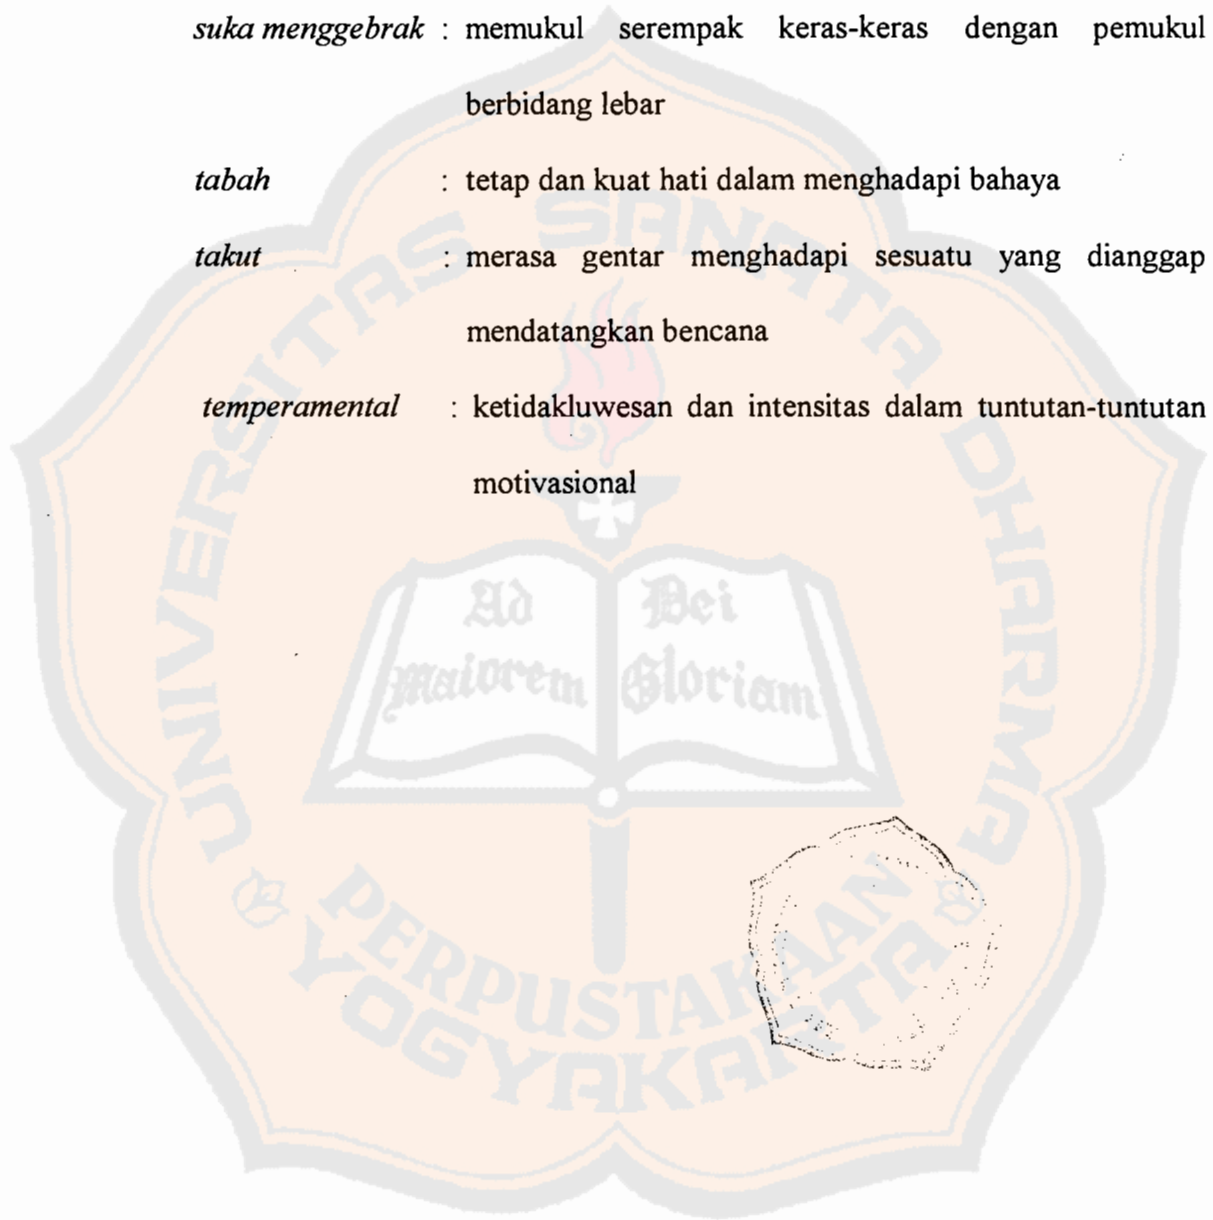 suka menggebrak : memukul serempak keras-keras dengan pemukul
berbidang lebar
tabah : tetap dan kuat hati dalam menghadapi bahaya
takut : merasa gentar menghadapi sesuatu yang dianggap
mendatangkan bencana
temperamental : ketidakluwesan dan intensitas dalam tuntutan-tuntutan
motivasional
UNIVERSITAS SANATA DHARMA
Ad Dei
Maiorem Gloriam
PERPUSTAKAAN
YOGYAKARTA